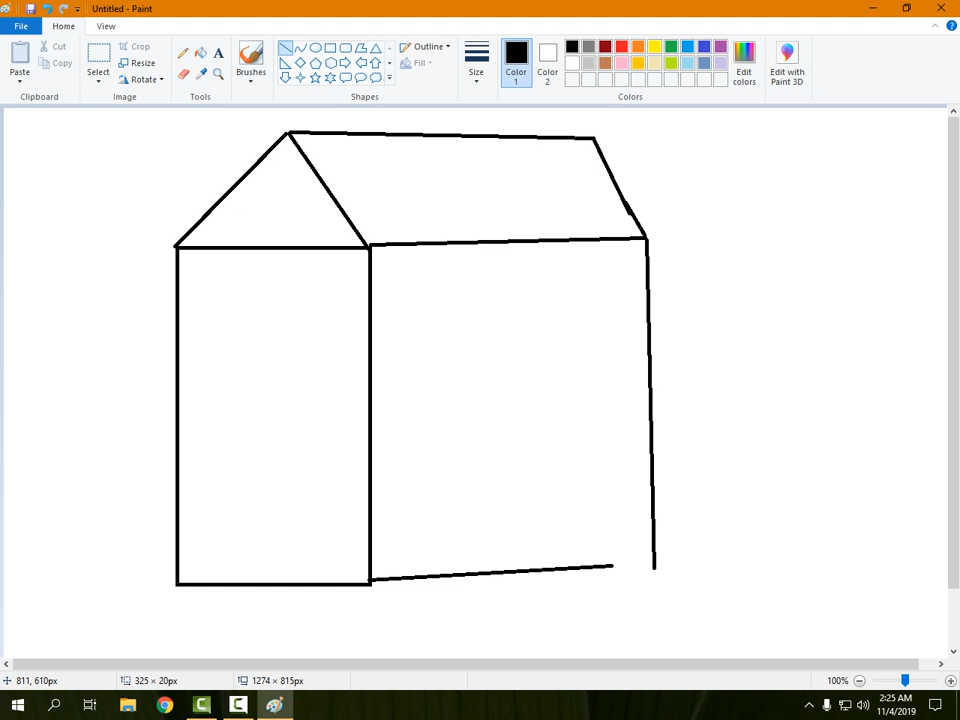 Untitled - Paint
File Home View
Paste Cut Copy Clipboard
Select Crop Resize Rotate Image
Tools
Brushes
Outline Fill Shapes
Size
Color 1
Color 2
Edit colors
Colors
Edit with Paint 3D
811, 610px 325 × 20px 1274 × 815px 100%
2:25 AM
11/4/2019